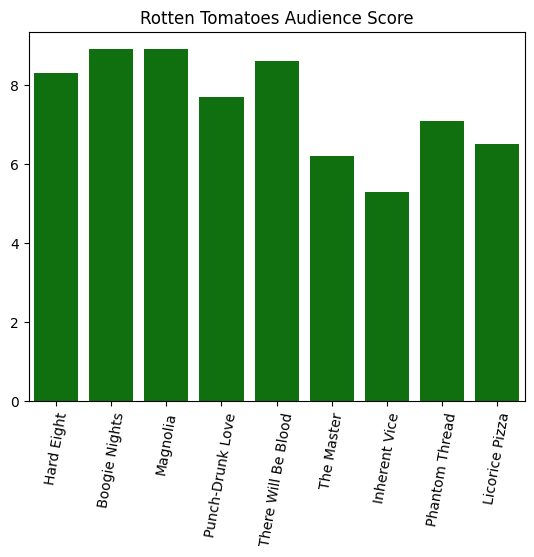 Rotten Tomatoes Audience Score
8
6
4
2
0
Hard Eight
Boogie Nights
Magnolia
Punch-Drunk Love
There Will Be Blood
The Master
Inherent Vice
Phantom Thread
Licorice Pizza